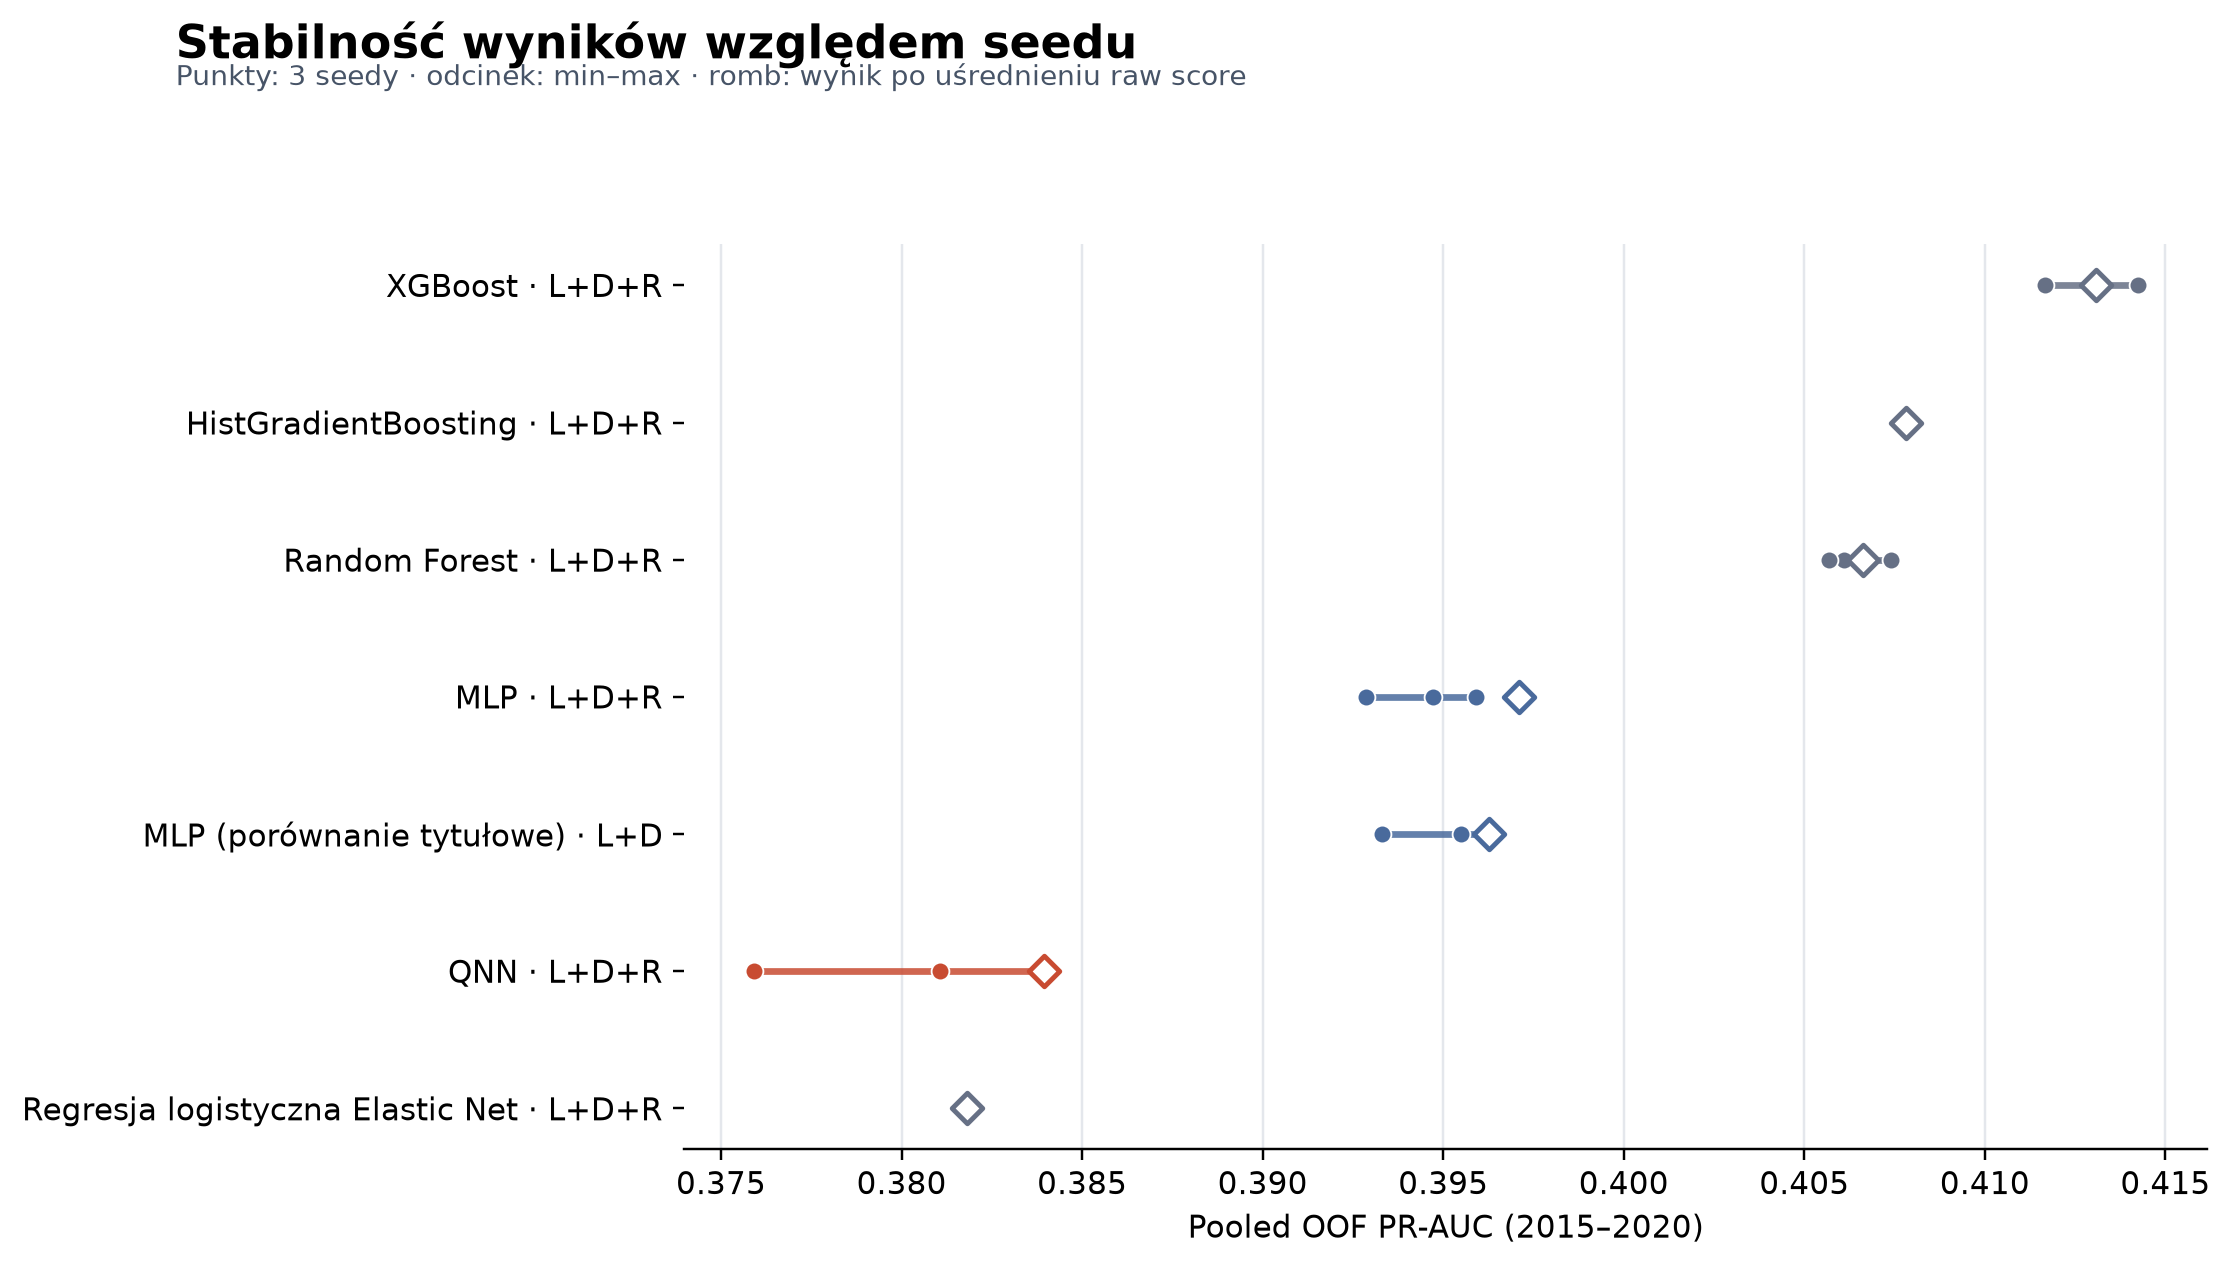 Stabilność wyników względem seedu
Punkty: 3 seedy · odcinek: min–max · romb: wynik po uśrednieniu raw score
XGBoost · L+D+R
HistGradientBoosting · L+D+R
Random Forest · L+D+R
MLP · L+D+R
MLP (porównanie tytułowe) · L+D
QNN · L+D+R
Regresja logistyczna Elastic Net · L+D+R
0.375 0.380 0.385 0.390 0.395 0.400 0.405 0.410 0.415
Pooled OOF PR-AUC (2015–2020)